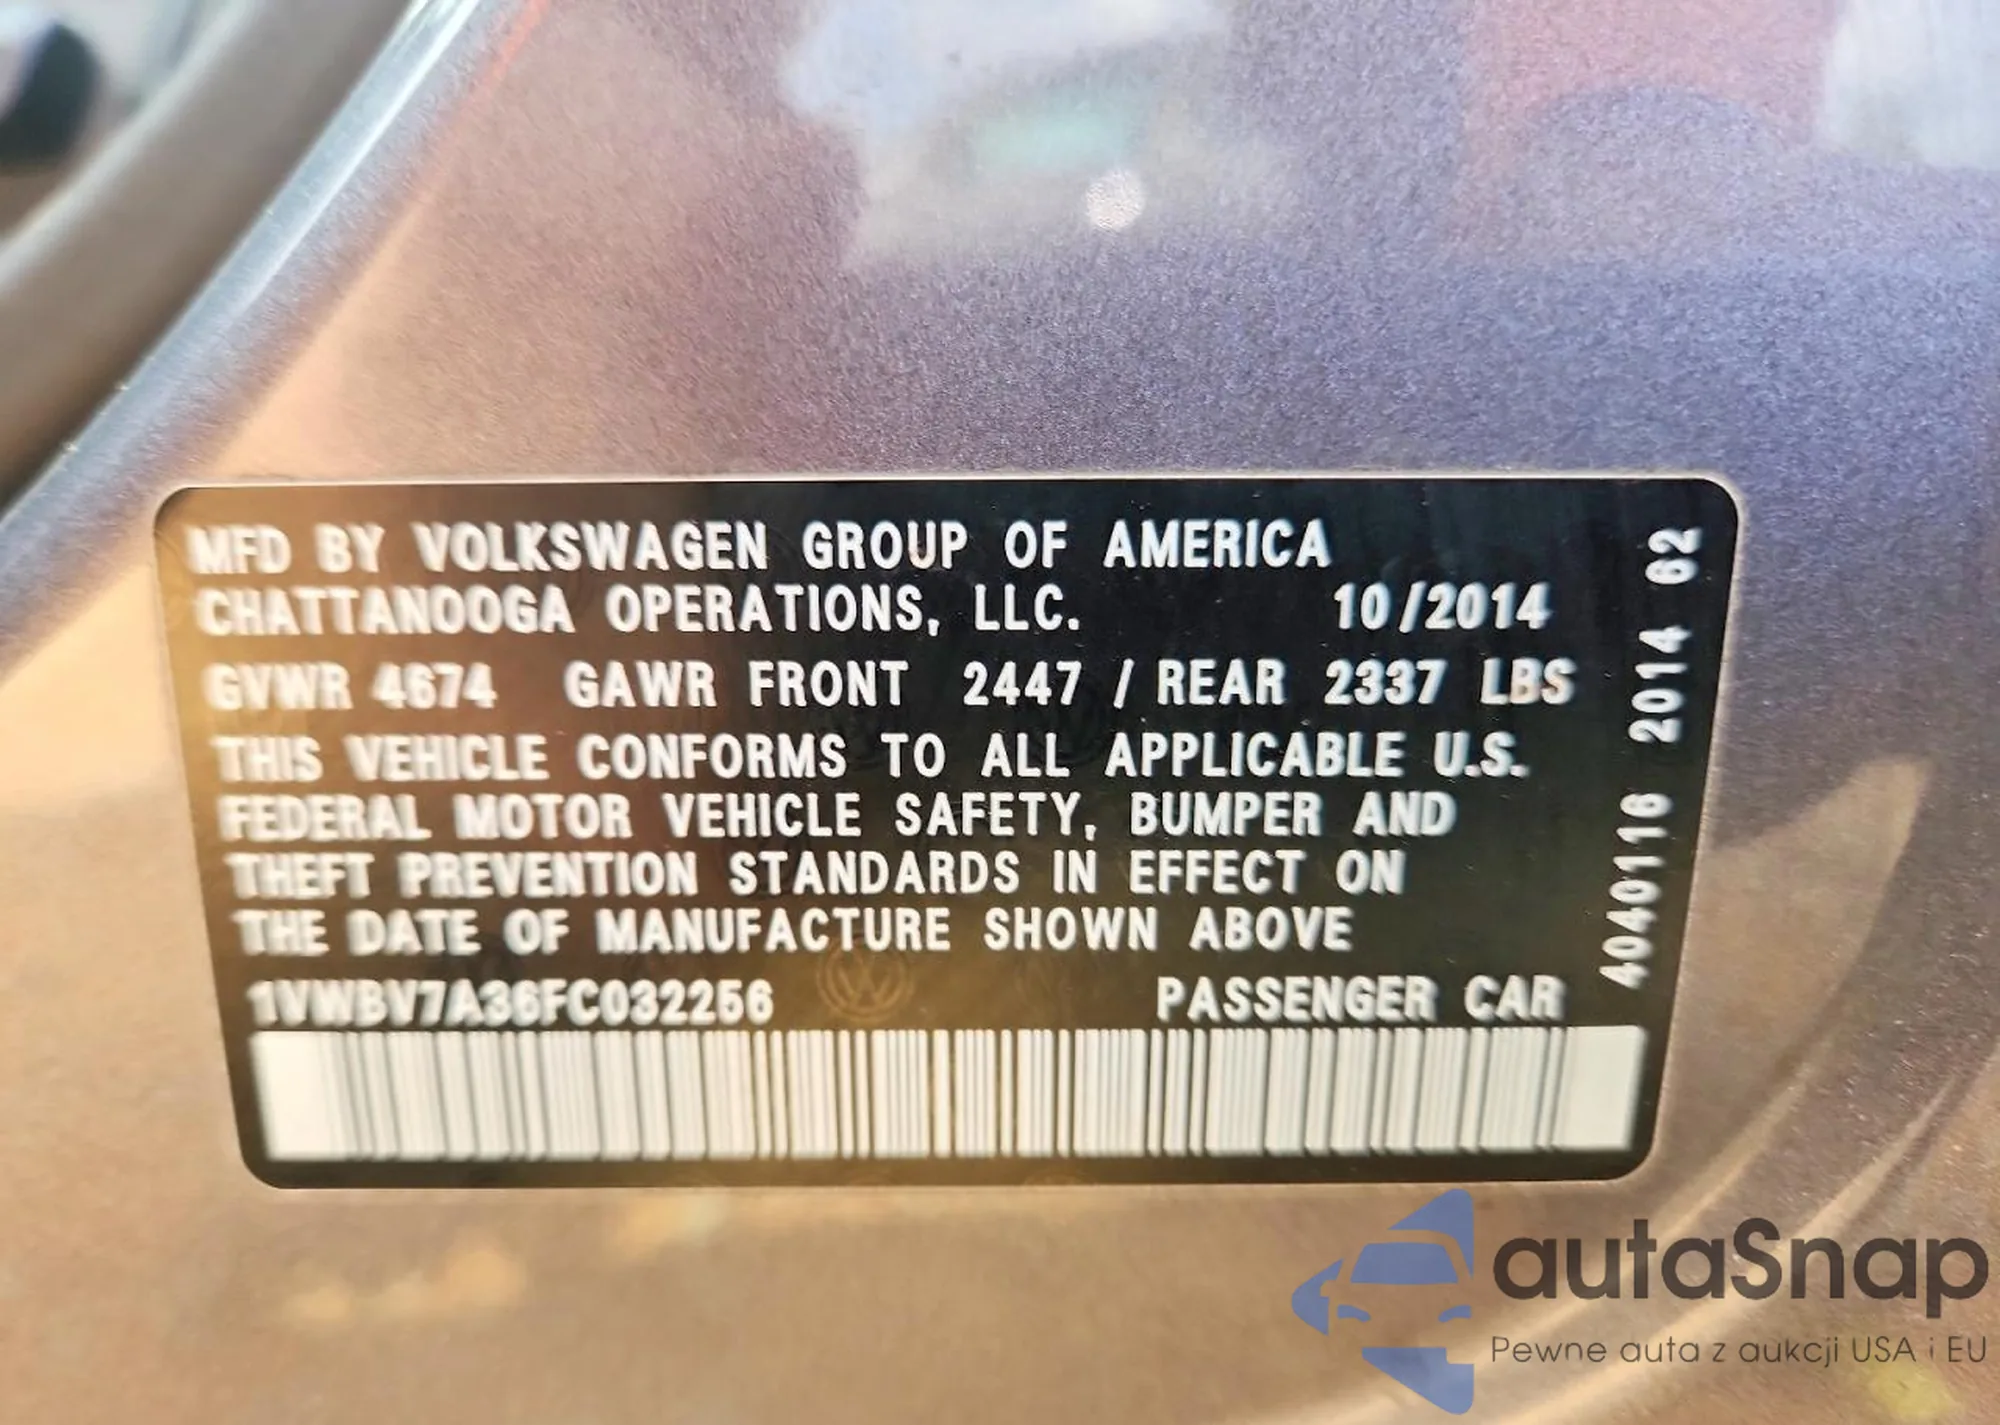 MFD BY VOLKSWAGEN GROUP OF AMERICA
CHATTANOOGA OPERATIONS, LLC. 10/2014
GVWR 4674 GAWR FRONT 2447 / REAR 2337 LBS
THIS VEHICLE CONFORMS TO ALL APPLICABLE U.S.
FEDERAL MOTOR VEHICLE SAFETY, BUMPER AND
THEFT PREVENTION STANDARDS IN EFFECT ON
THE DATE OF MANUFACTURE SHOWN ABOVE
1VWBV7A36FC032256 PASSENGER CAR
4040116 2014 62
autaSnap
Pewne auta z aukcji USA i EU